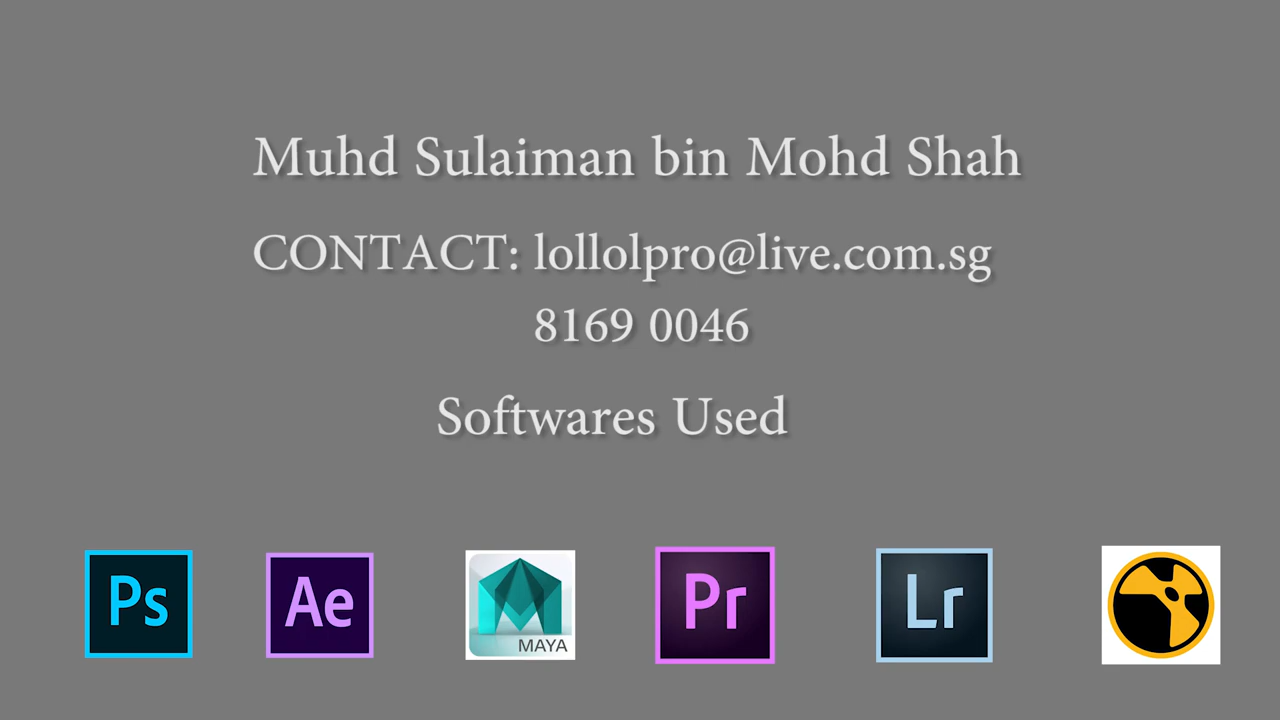 Muhd Sulaiman bin Mohd Shah
CONTACT: lollolpro@live.com.sg
8169 0046
Softwares Used
Ps Ae MAYA Pr Lr